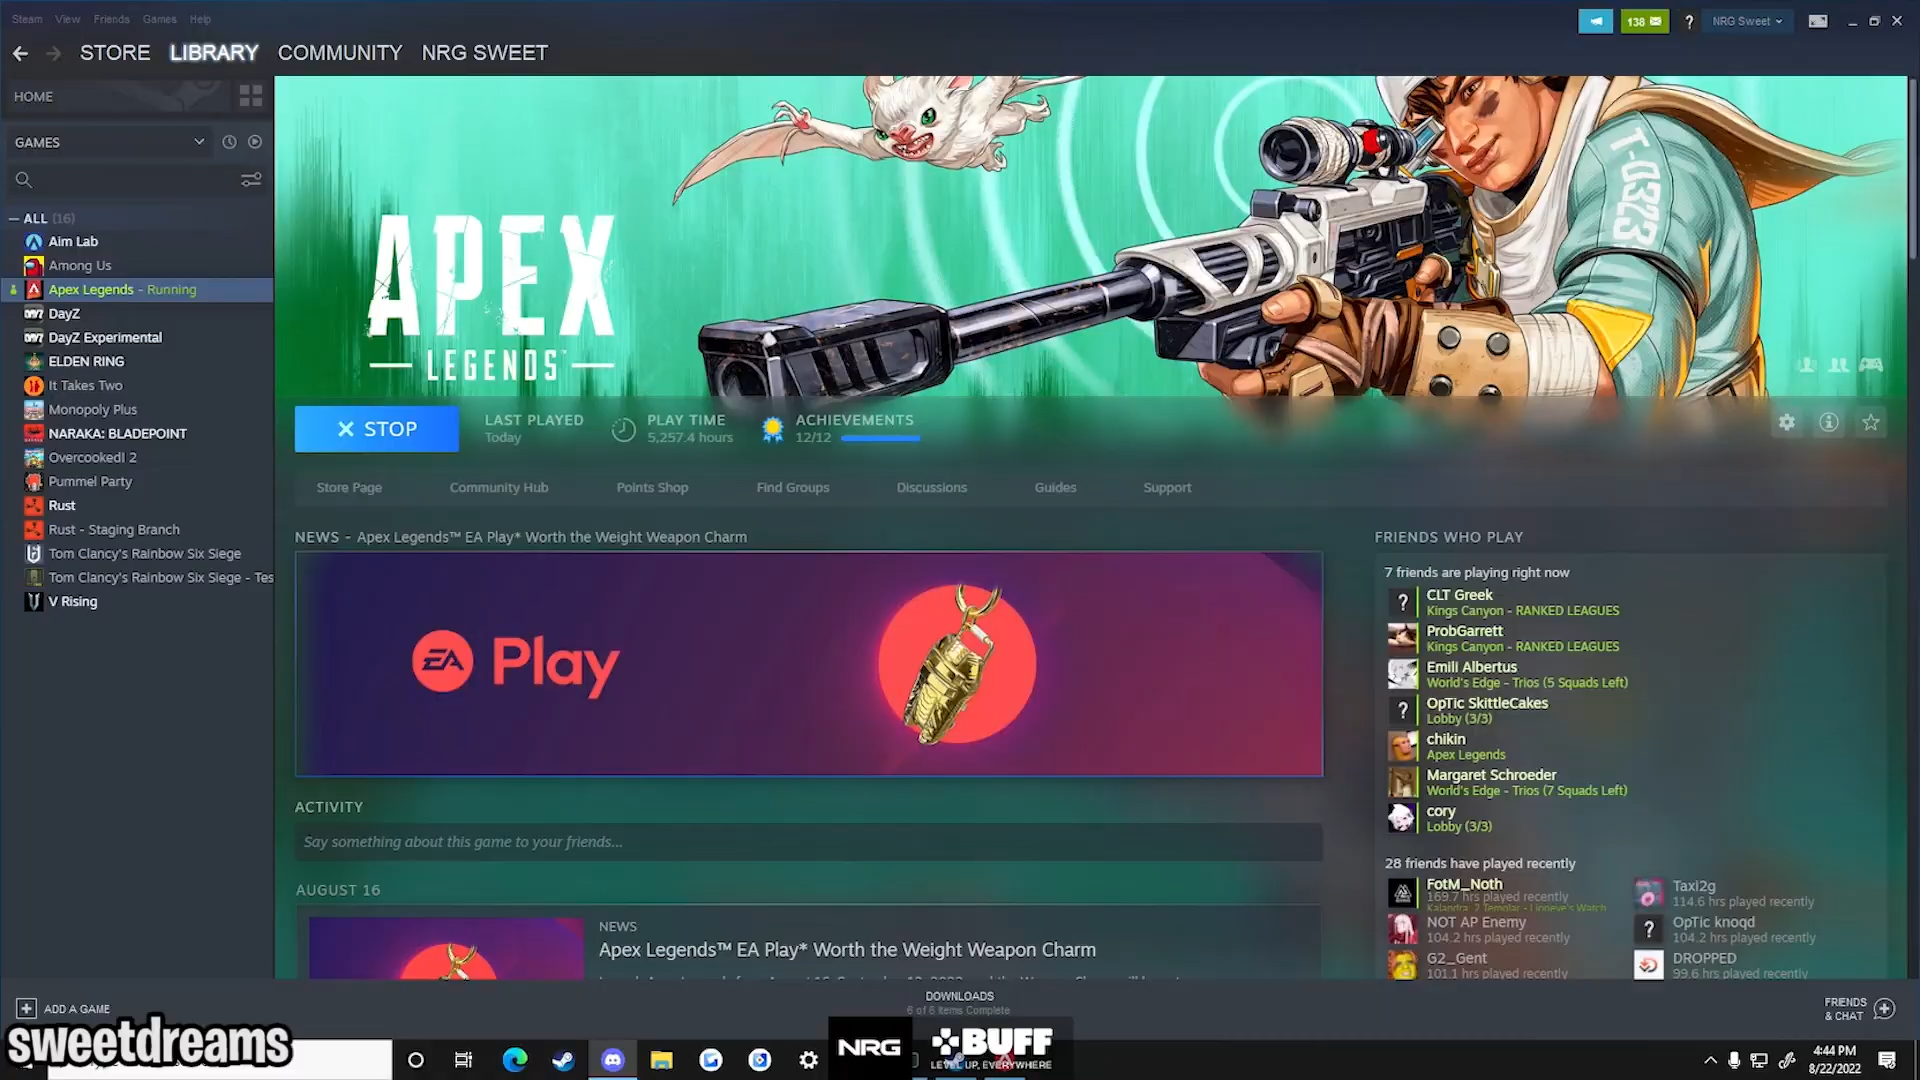 Steam View Friends Games Help
138
?
NRG Sweet
STORE LIBRARY COMMUNITY NRG SWEET
HOME
GAMES
ALL (16)
Aim Lab
Among Us
Apex Legends - Running
DayZ
DayZ Experimental
ELDEN RING
It Takes Two
Monopoly Plus
NARAKA: BLADEPOINT
Overcooked! 2
Pummel Party
Rust
Rust - Staging Branch
Tom Clancy's Rainbow Six Siege
Tom Clancy's Rainbow Six Siege - Tes
V Rising
APEX
LEGENDS
T-0323
STOP
LAST PLAYED
Today
PLAY TIME
5,257.4 hours
ACHIEVEMENTS
12/12
Store Page Community Hub Points Shop Find Groups Discussions Guides Support
NEWS - Apex Legends™ EA Play* Worth the Weight Weapon Charm
EA Play
ACTIVITY
Say something about this game to your friends...
AUGUST 16
NEWS
Apex Legends™ EA Play* Worth the Weight Weapon Charm
FRIENDS WHO PLAY
7 friends are playing right now
CLT Greek
Kings Canyon - RANKED LEAGUES
ProbGarrett
Kings Canyon - RANKED LEAGUES
Emili Albertus
World's Edge - Trios (5 Squads Left)
OpTic SkittleCakes
Lobby (3/3)
chikin
Apex Legends
Margaret Schroeder
World's Edge - Trios (7 Squads Left)
cory
Lobby (3/3)
28 friends have played recently
FotM_Noth
169.7 hrs played recently
Taxi2g
114.6 hrs played recently
NOT AP Enemy
104.2 hrs played recently
OpTic knoqd
104.2 hrs played recently
G2_Gent
101.1 hrs played recently
DROPPED
99.6 hrs played recently
ADD A GAME
DOWNLOADS
6 of 6 Items Complete
FRIENDS
& CHAT
sweetdreams
NRG
BUFF
LEVEL UP, EVERYWHERE
4:44 PM
8/22/2022